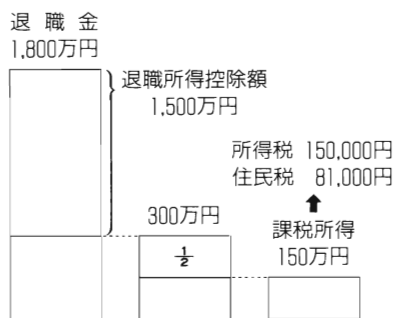 退職金
1,800万円
退職所得控除額
1,500万円
所得税 150,000円
住民税 81,000円
300万円
課税所得
150万円
1/2